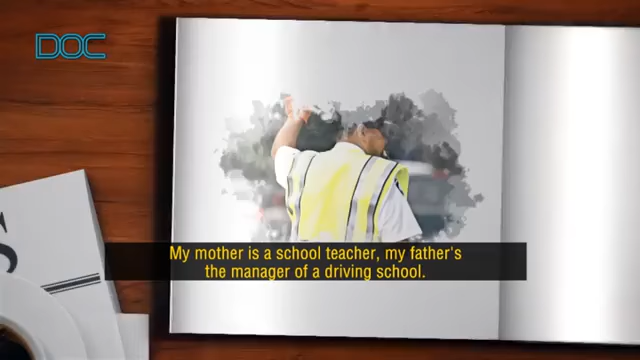 DOC
S
My mother is a school teacher, my father's
the manager of a driving school.